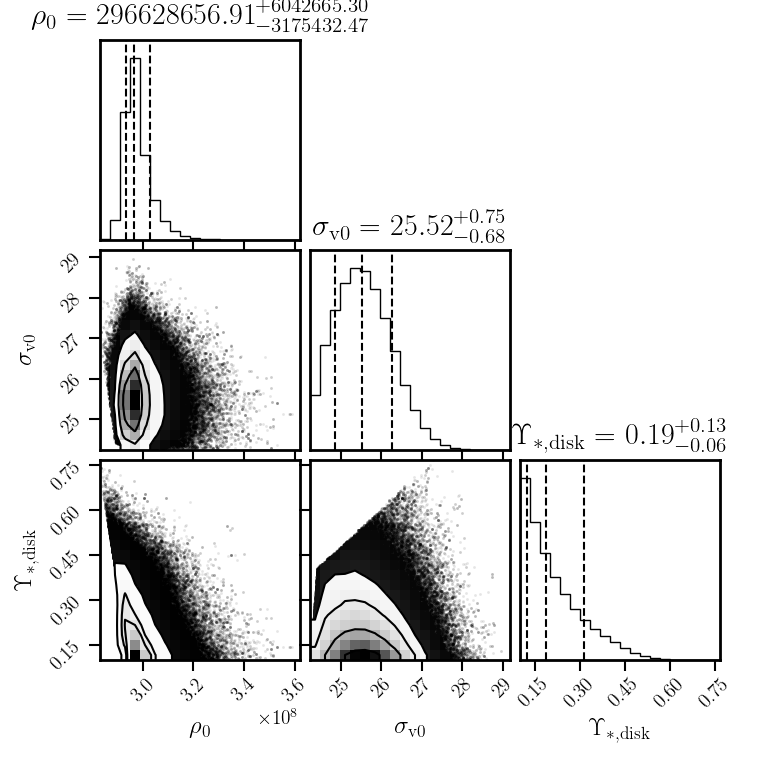 ρ₀ = 296628656.91⁺⁶⁰⁴²⁶⁶⁵·³⁰₋₃₁₇₅₄₃₂.₄₇
σᵥ₀ = 25.52⁺⁰·⁷⁵₋₀.₆₈
29
28
27
26
25
σᵥ₀
ϒ*,disk = 0.19⁺⁰·¹³₋₀.₀₆
0.75
0.60
0.45
0.30
0.15
ϒ*,disk
3.0 3.2 3.4 3.6
×10⁸
ρ₀
25 26 27 28 29
σᵥ₀
0.15 0.30 0.45 0.60 0.75
ϒ*,disk